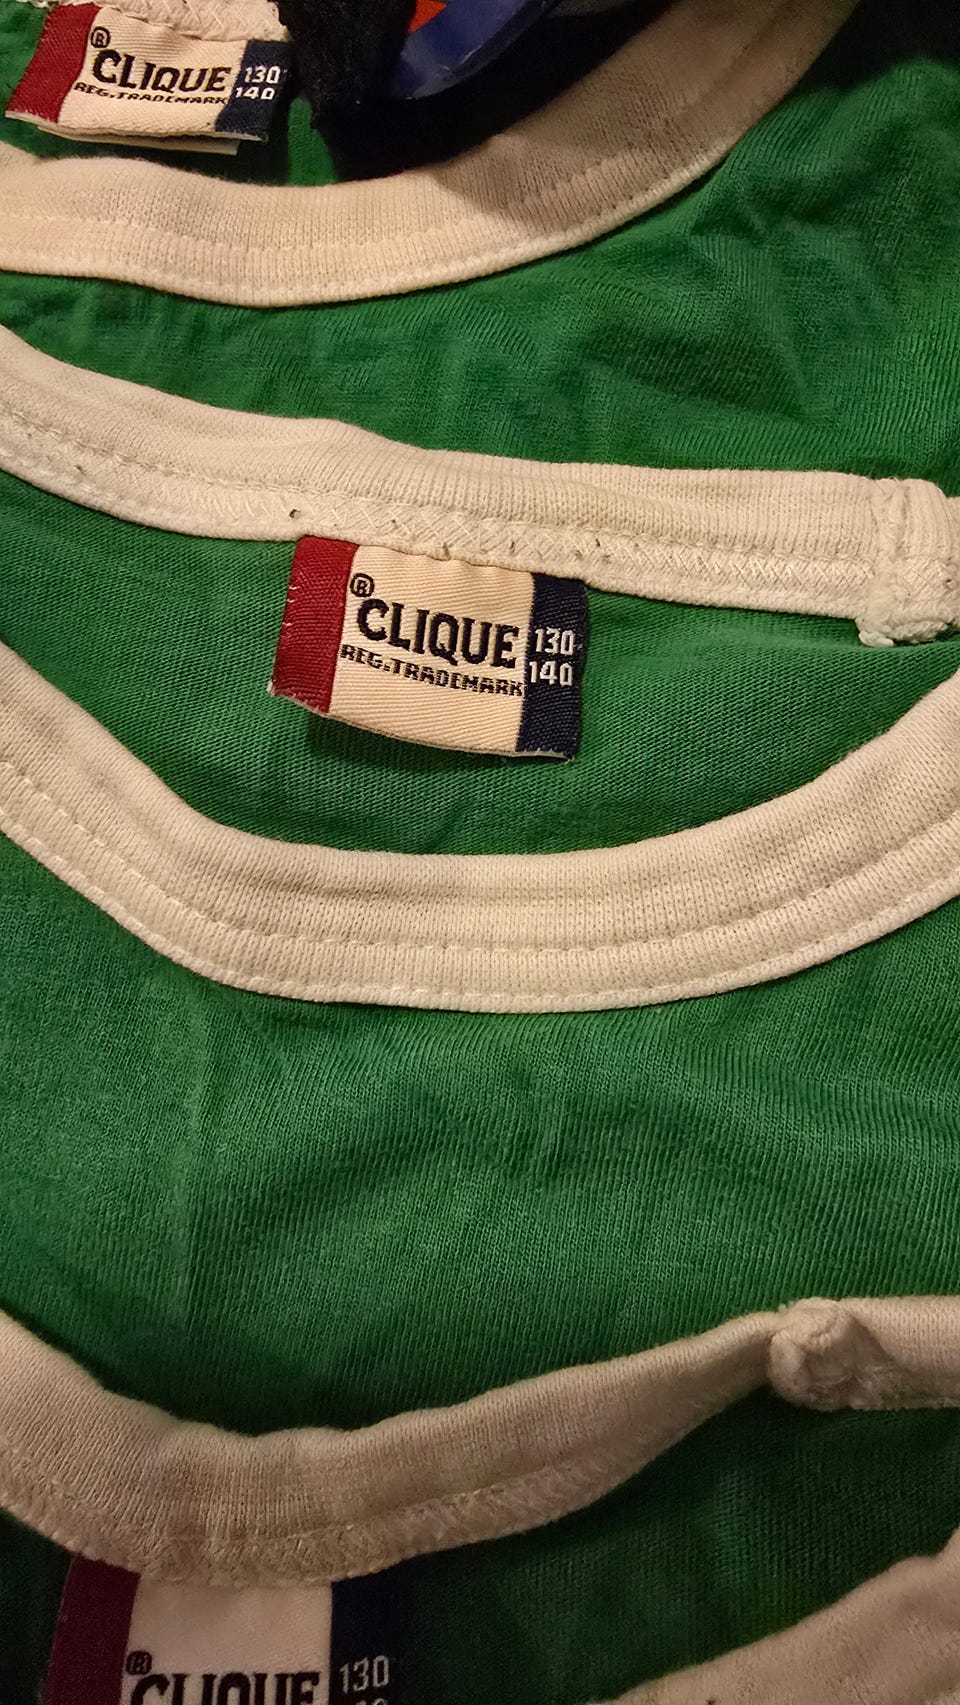 ® CLIQUE 130
REG.TRADEMARK 140
® CLIQUE 130-
REG.TRADEMARK 140
® CLIQUE 130